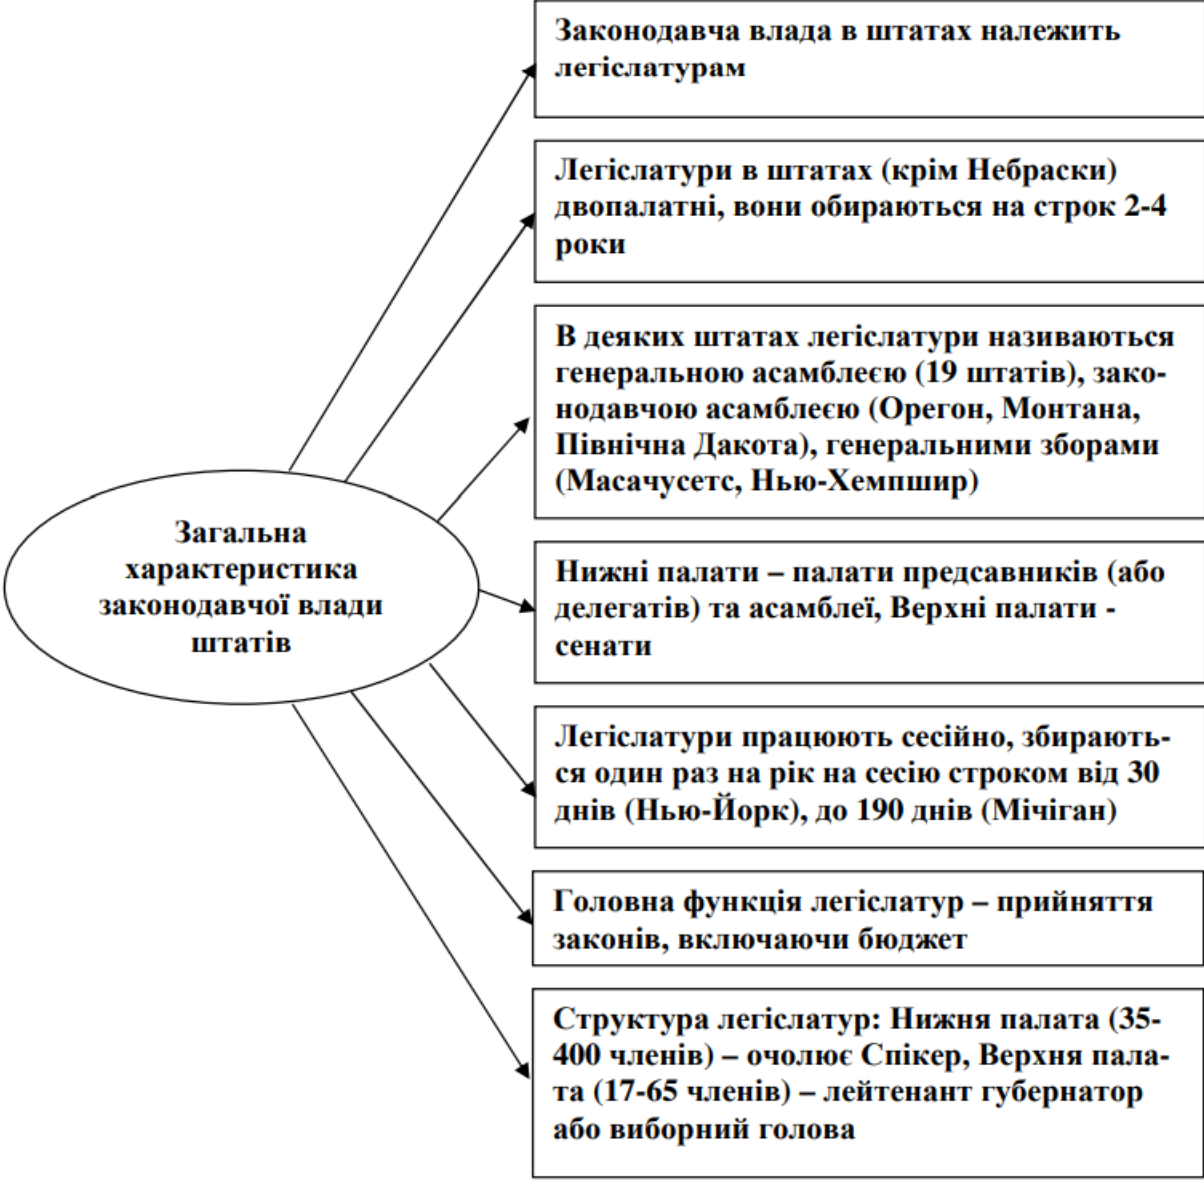 Законодавча влада в штатах належить
легіслатурам
Легіслатури в штатах (крім Небраски)
двопалатні, вони обираються на строк 2-4
роки
В деяких штатах легіслатури називаються
генеральною асамблеєю (19 штатів), зако-
нодавчою асамблеєю (Орегон, Монтана,
Північна Дакота), генеральними зборами
(Масачусетс, Нью-Хемпшир)
Загальна
характеристика
законодавчої влади
штатів
Нижні палати – палати предсавників (або
делегатів) та асамблеї, Верхні палати -
сенати
Легіслатури працюють сесійно, збирають-
ся один раз на рік на сесію строком від 30
днів (Нью-Йорк), до 190 днів (Мічіган)
Головна функція легіслатур – прийняття
законів, включаючи бюджет
Структура легіслатур: Нижня палата (35-
400 членів) – очолює Спікер, Верхня пала-
та (17-65 членів) – лейтенант губернатор
або виборний голова